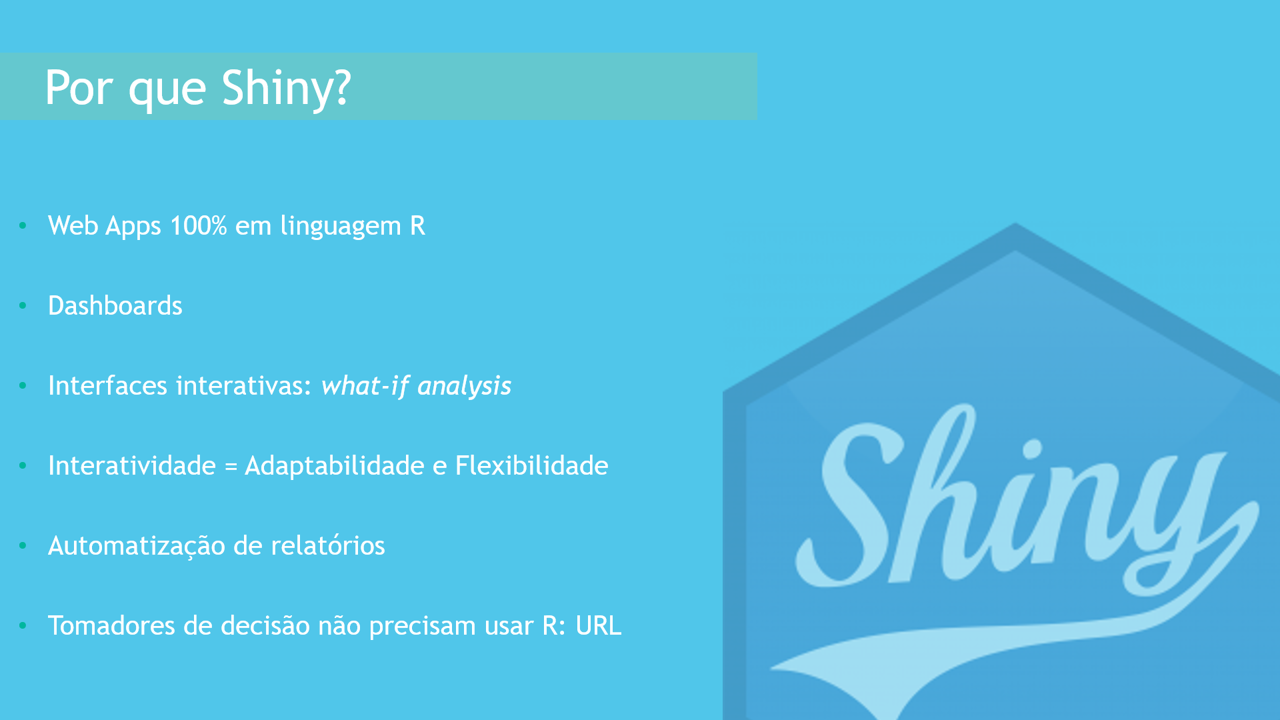 Por que Shiny?
• Web Apps 100% em linguagem R
• Dashboards
• Interfaces interativas: what-if analysis
• Interatividade = Adaptabilidade e Flexibilidade
• Automatização de relatórios
• Tomadores de decisão não precisam usar R: URL
Shiny